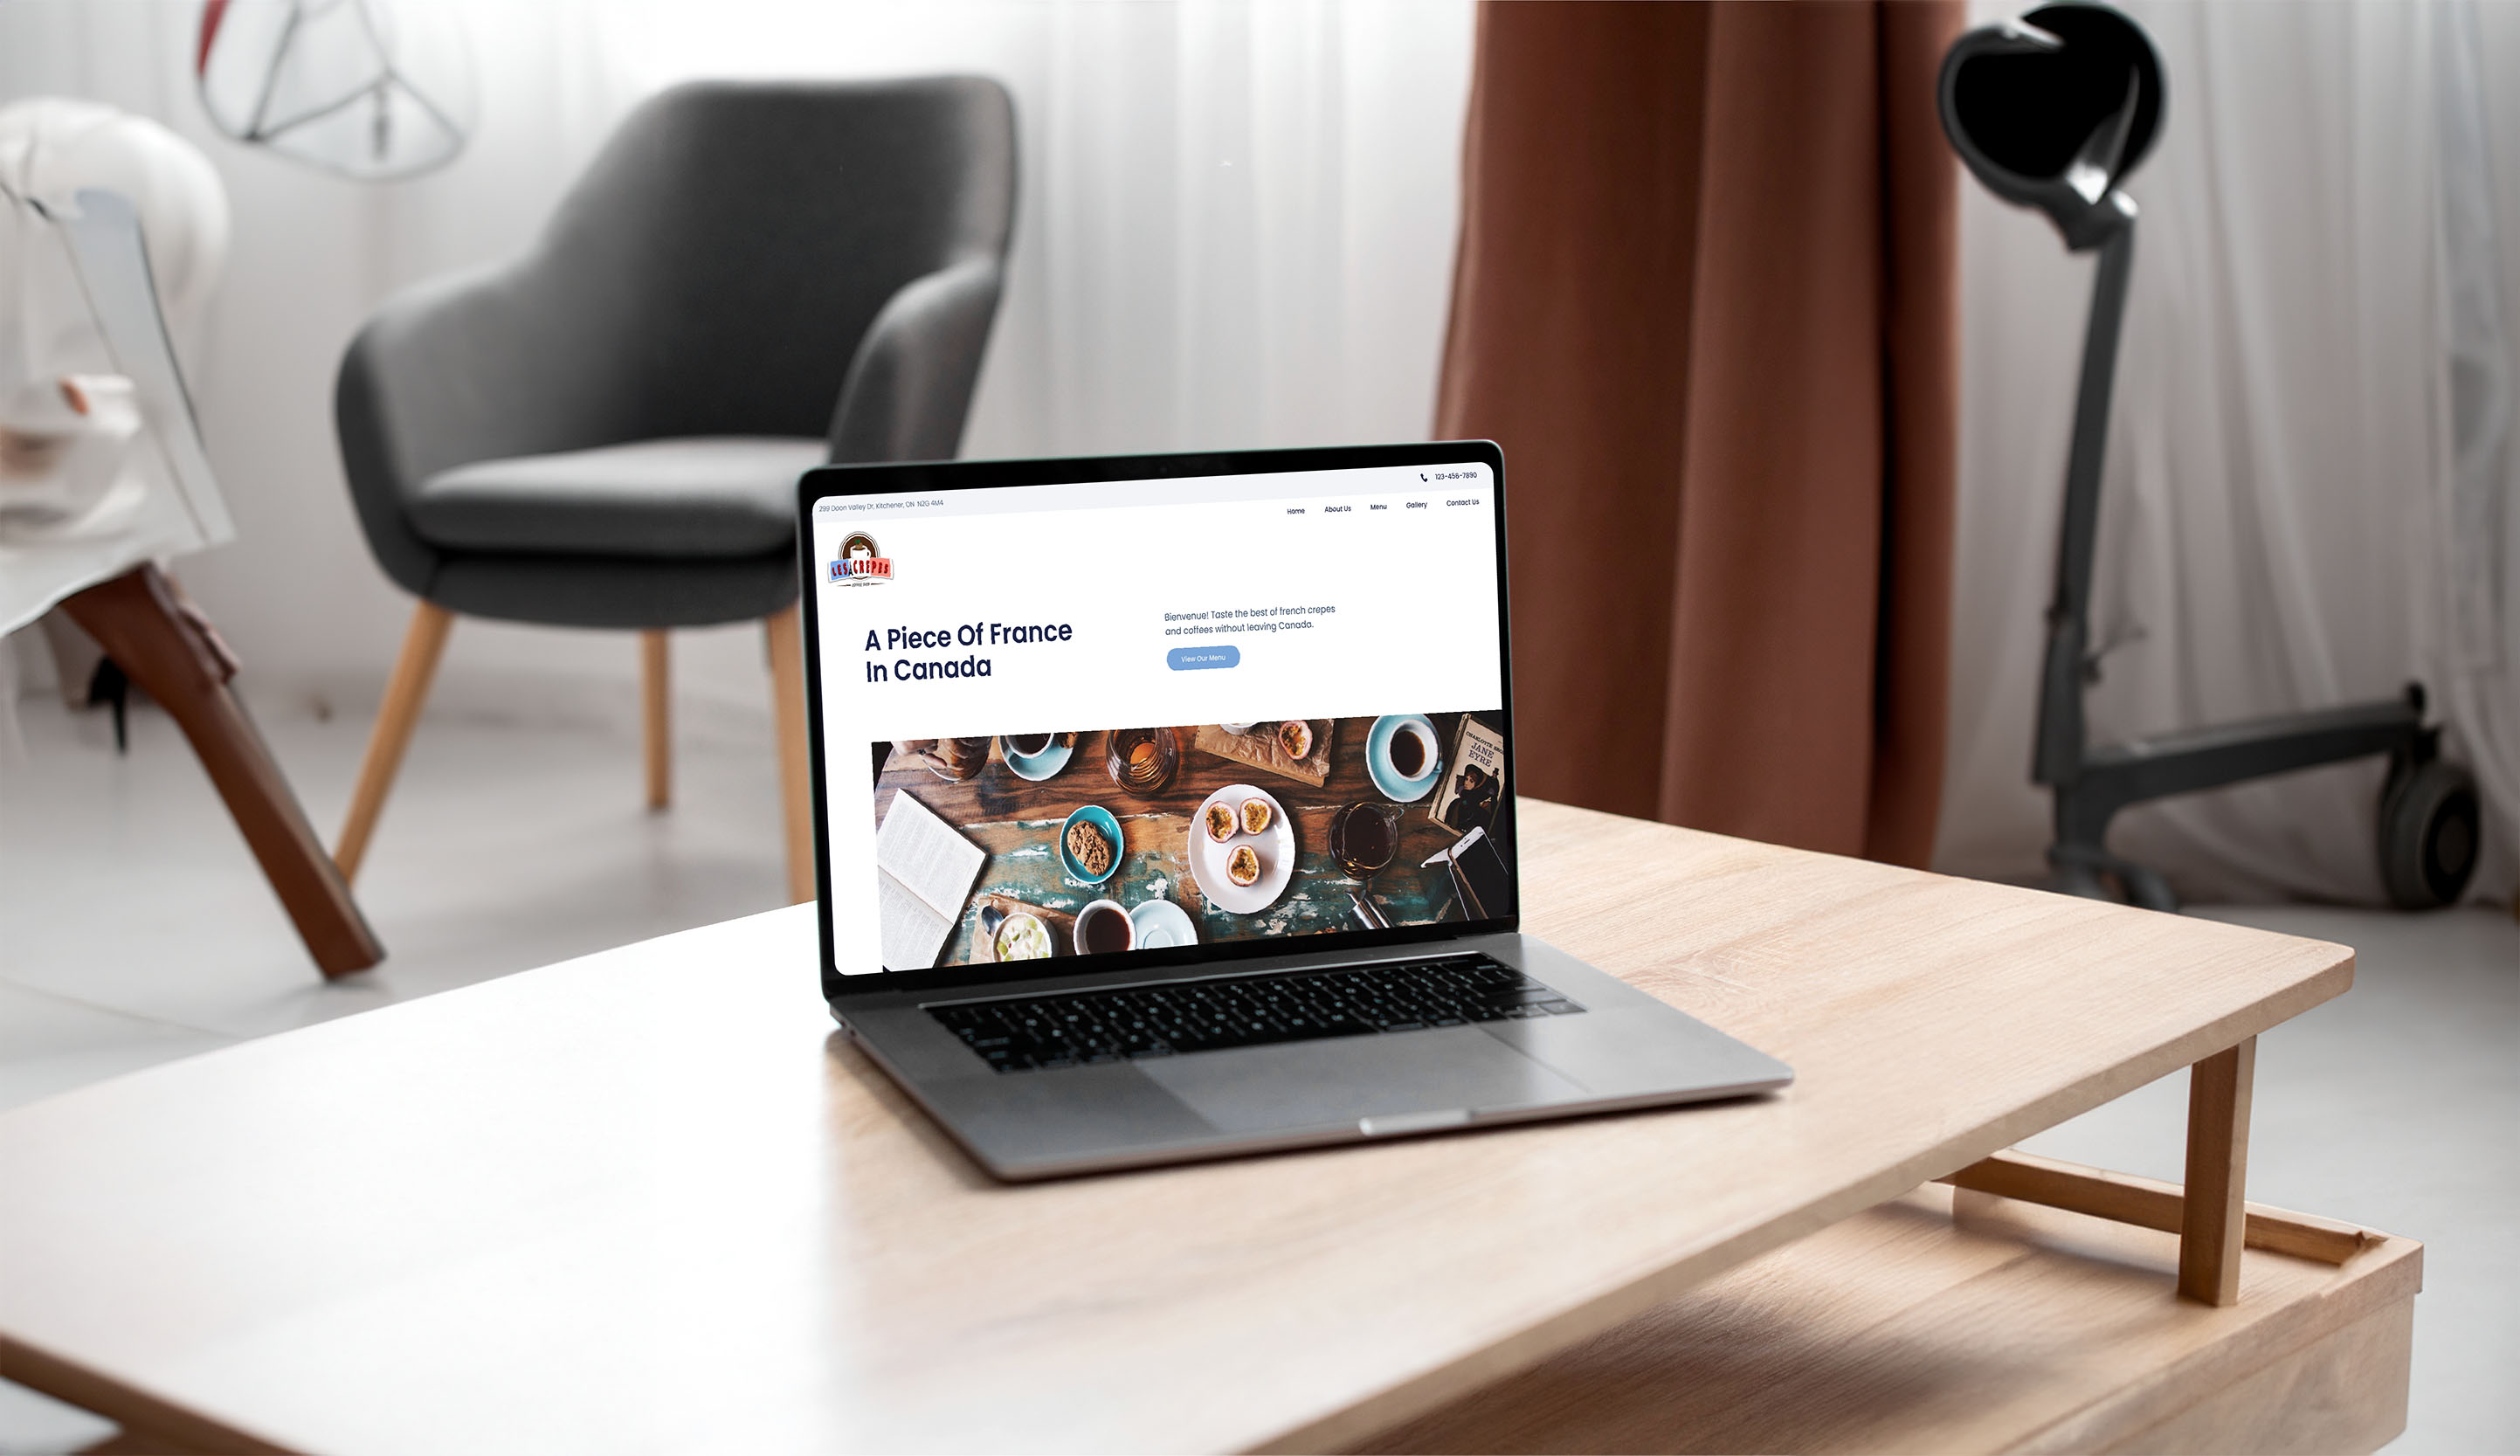 299 Doon Valley Dr, Kitchener, ON N2G 4M4
123-456-7890
Home About Us Menu Gallery Contact Us
LES CREPES
COFFEE SHOP
A Piece Of France
In Canada
Bienvenue! Taste the best of french crepes
and coffees without leaving Canada.
View Our Menu
CHARLOTTE
JANE
EYRE